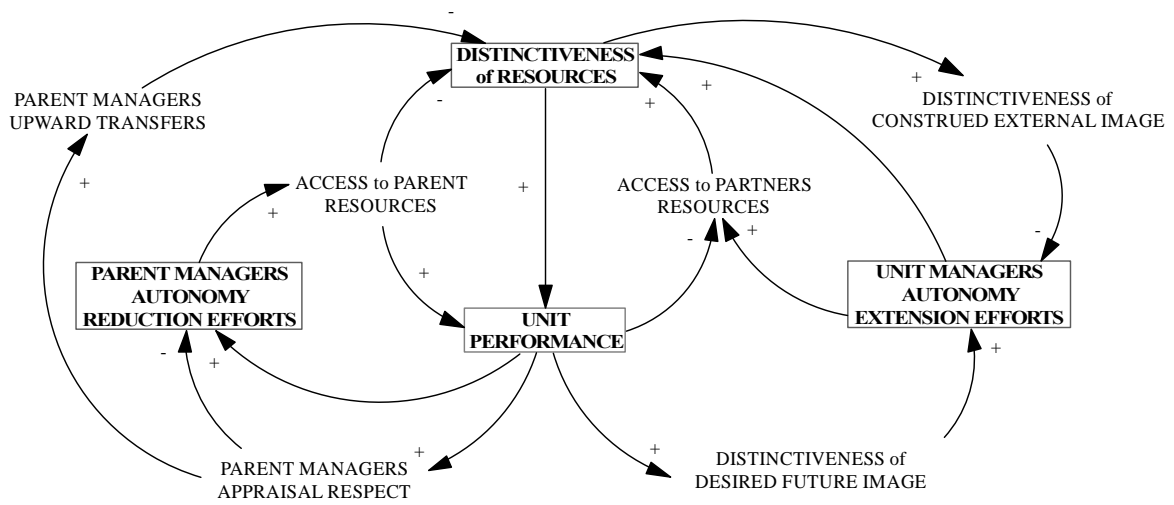 -
DISTINCTIVENESS
of RESOURCES
-
+
+
+
PARENT MANAGERS
UPWARD TRANSFERS
DISTINCTIVENESS of
CONSTRUED EXTERNAL IMAGE
+
+
ACCESS to PARENT
RESOURCES
ACCESS to PARTNERS
RESOURCES
+
+
-
-
+
PARENT MANAGERS
AUTONOMY
REDUCTION EFFORTS
UNIT MANAGERS
AUTONOMY
EXTENSION EFFORTS
UNIT
PERFORMANCE
-
+
+
+
+
PARENT MANAGERS
APPRAISAL RESPECT
DISTINCTIVENESS of
DESIRED FUTURE IMAGE